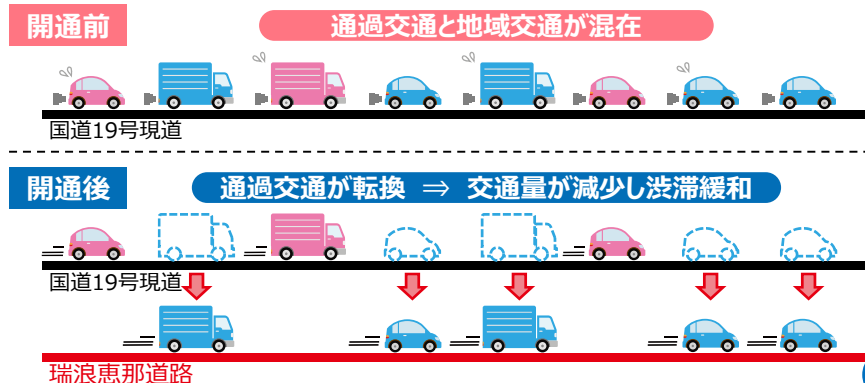 開通前
通過交通と地域交通が混在
国道19号現道
開通後
通過交通が転換 ⇒ 交通量が減少し渋滞緩和
国道19号現道
瑞浪恵那道路